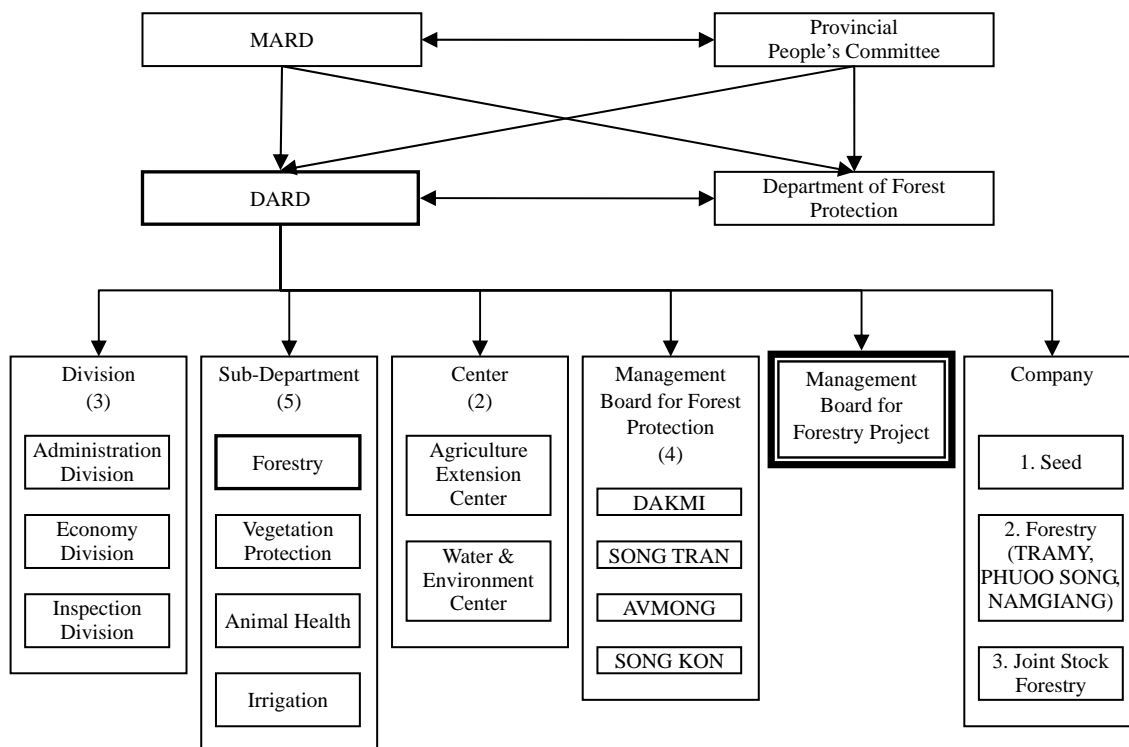 MARD
Provincial
People's Committee
DARD
Department of Forest
Protection
Division
(3)
Administration
Division
Economy
Division
Inspection
Division
Sub-Department
(5)
Forestry
Vegetation
Protection
Animal Health
Irrigation
Center
(2)
Agriculture
Extension
Center
Water &
Environment
Center
Management
Board for Forest
Protection
(4)
DAKMI
SONG TRAN
AVMONG
SONG KON
Management
Board for
Forestry Project
Company
1. Seed
2. Forestry
(TRAMY,
PHUOO SONG,
NAMGIANG)
3. Joint Stock
Forestry